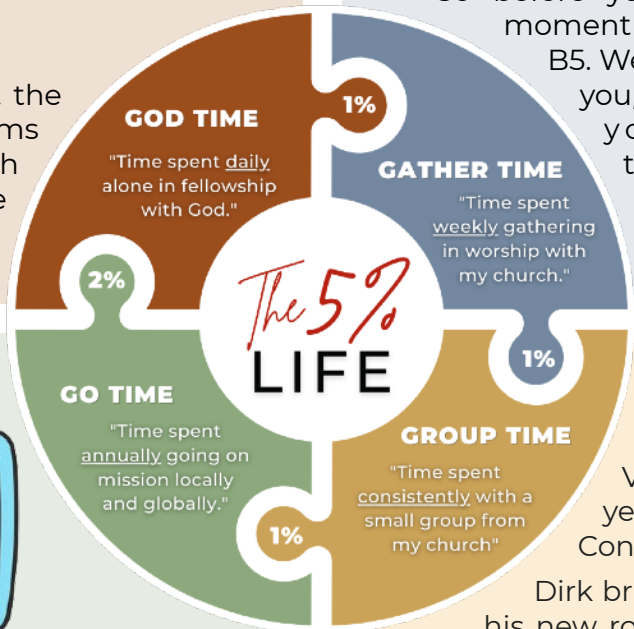 moment
B5. We
the
you,
ms
GOD TIME
1%
"Time spent daily
alone in fellowship
with God."
GATHER TIME
"Time spent
weekly gathering
in worship with
my church."
2%
The 5%
LIFE
1%
GO TIME
"Time spent
annually going on
mission locally
and globally."
GROUP TIME
"Time spent
consistently with a
small group from
my church"
1%
ye
Con
Dirk br
his new ro